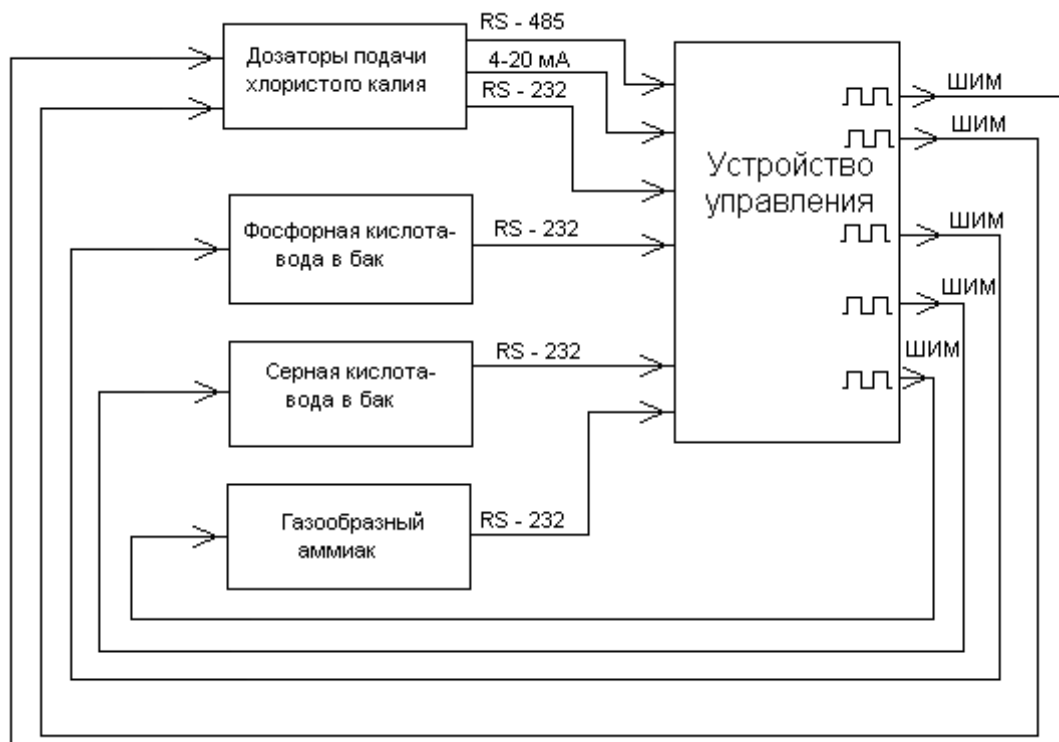 RS - 485
Дозаторы подачи
хлористого калия
4-20 мА
RS - 232
ШИМ
ШИМ
Устройство
управления
Фосфорная кислота-
вода в бак
RS - 232
ШИМ
ШИМ
Серная кислота-
вода в бак
RS - 232
ШИМ
Газообразный
аммиак
RS - 232